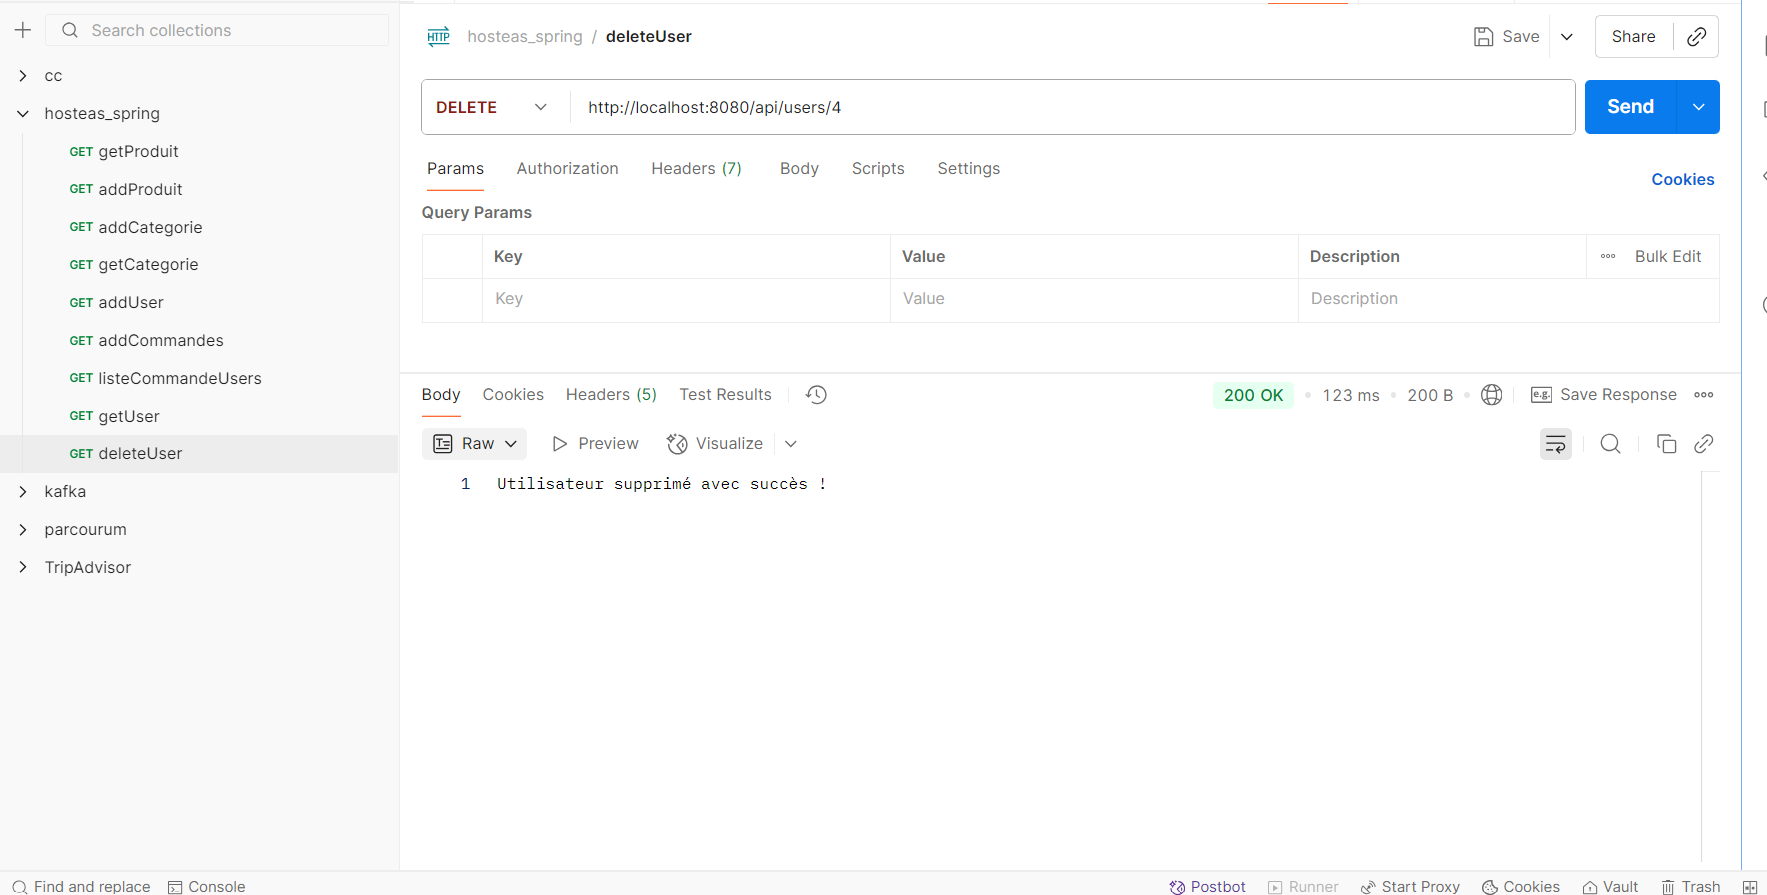 Search collections
cc
hosteas_spring
GET getProduit
GET addProduit
GET addCategorie
GET getCategorie
GET addUser
GET addCommandes
GET listeCommandeUsers
GET getUser
GET deleteUser
kafka
parcourum
TripAdvisor
HTTP hosteas_spring / deleteUser
Save
Share
DELETE http://localhost:8080/api/users/4
Send
Params Authorization Headers (7) Body Scripts Settings
Cookies
Query Params
Key Value Description Bulk Edit
Key Value Description
Body Cookies Headers (5) Test Results
200 OK • 123 ms • 200 B • e.g. Save Response
Raw Preview Visualize
1 Utilisateur supprimé avec succès !
Find and replace Console
Postbot Runner Start Proxy Cookies Vault Trash